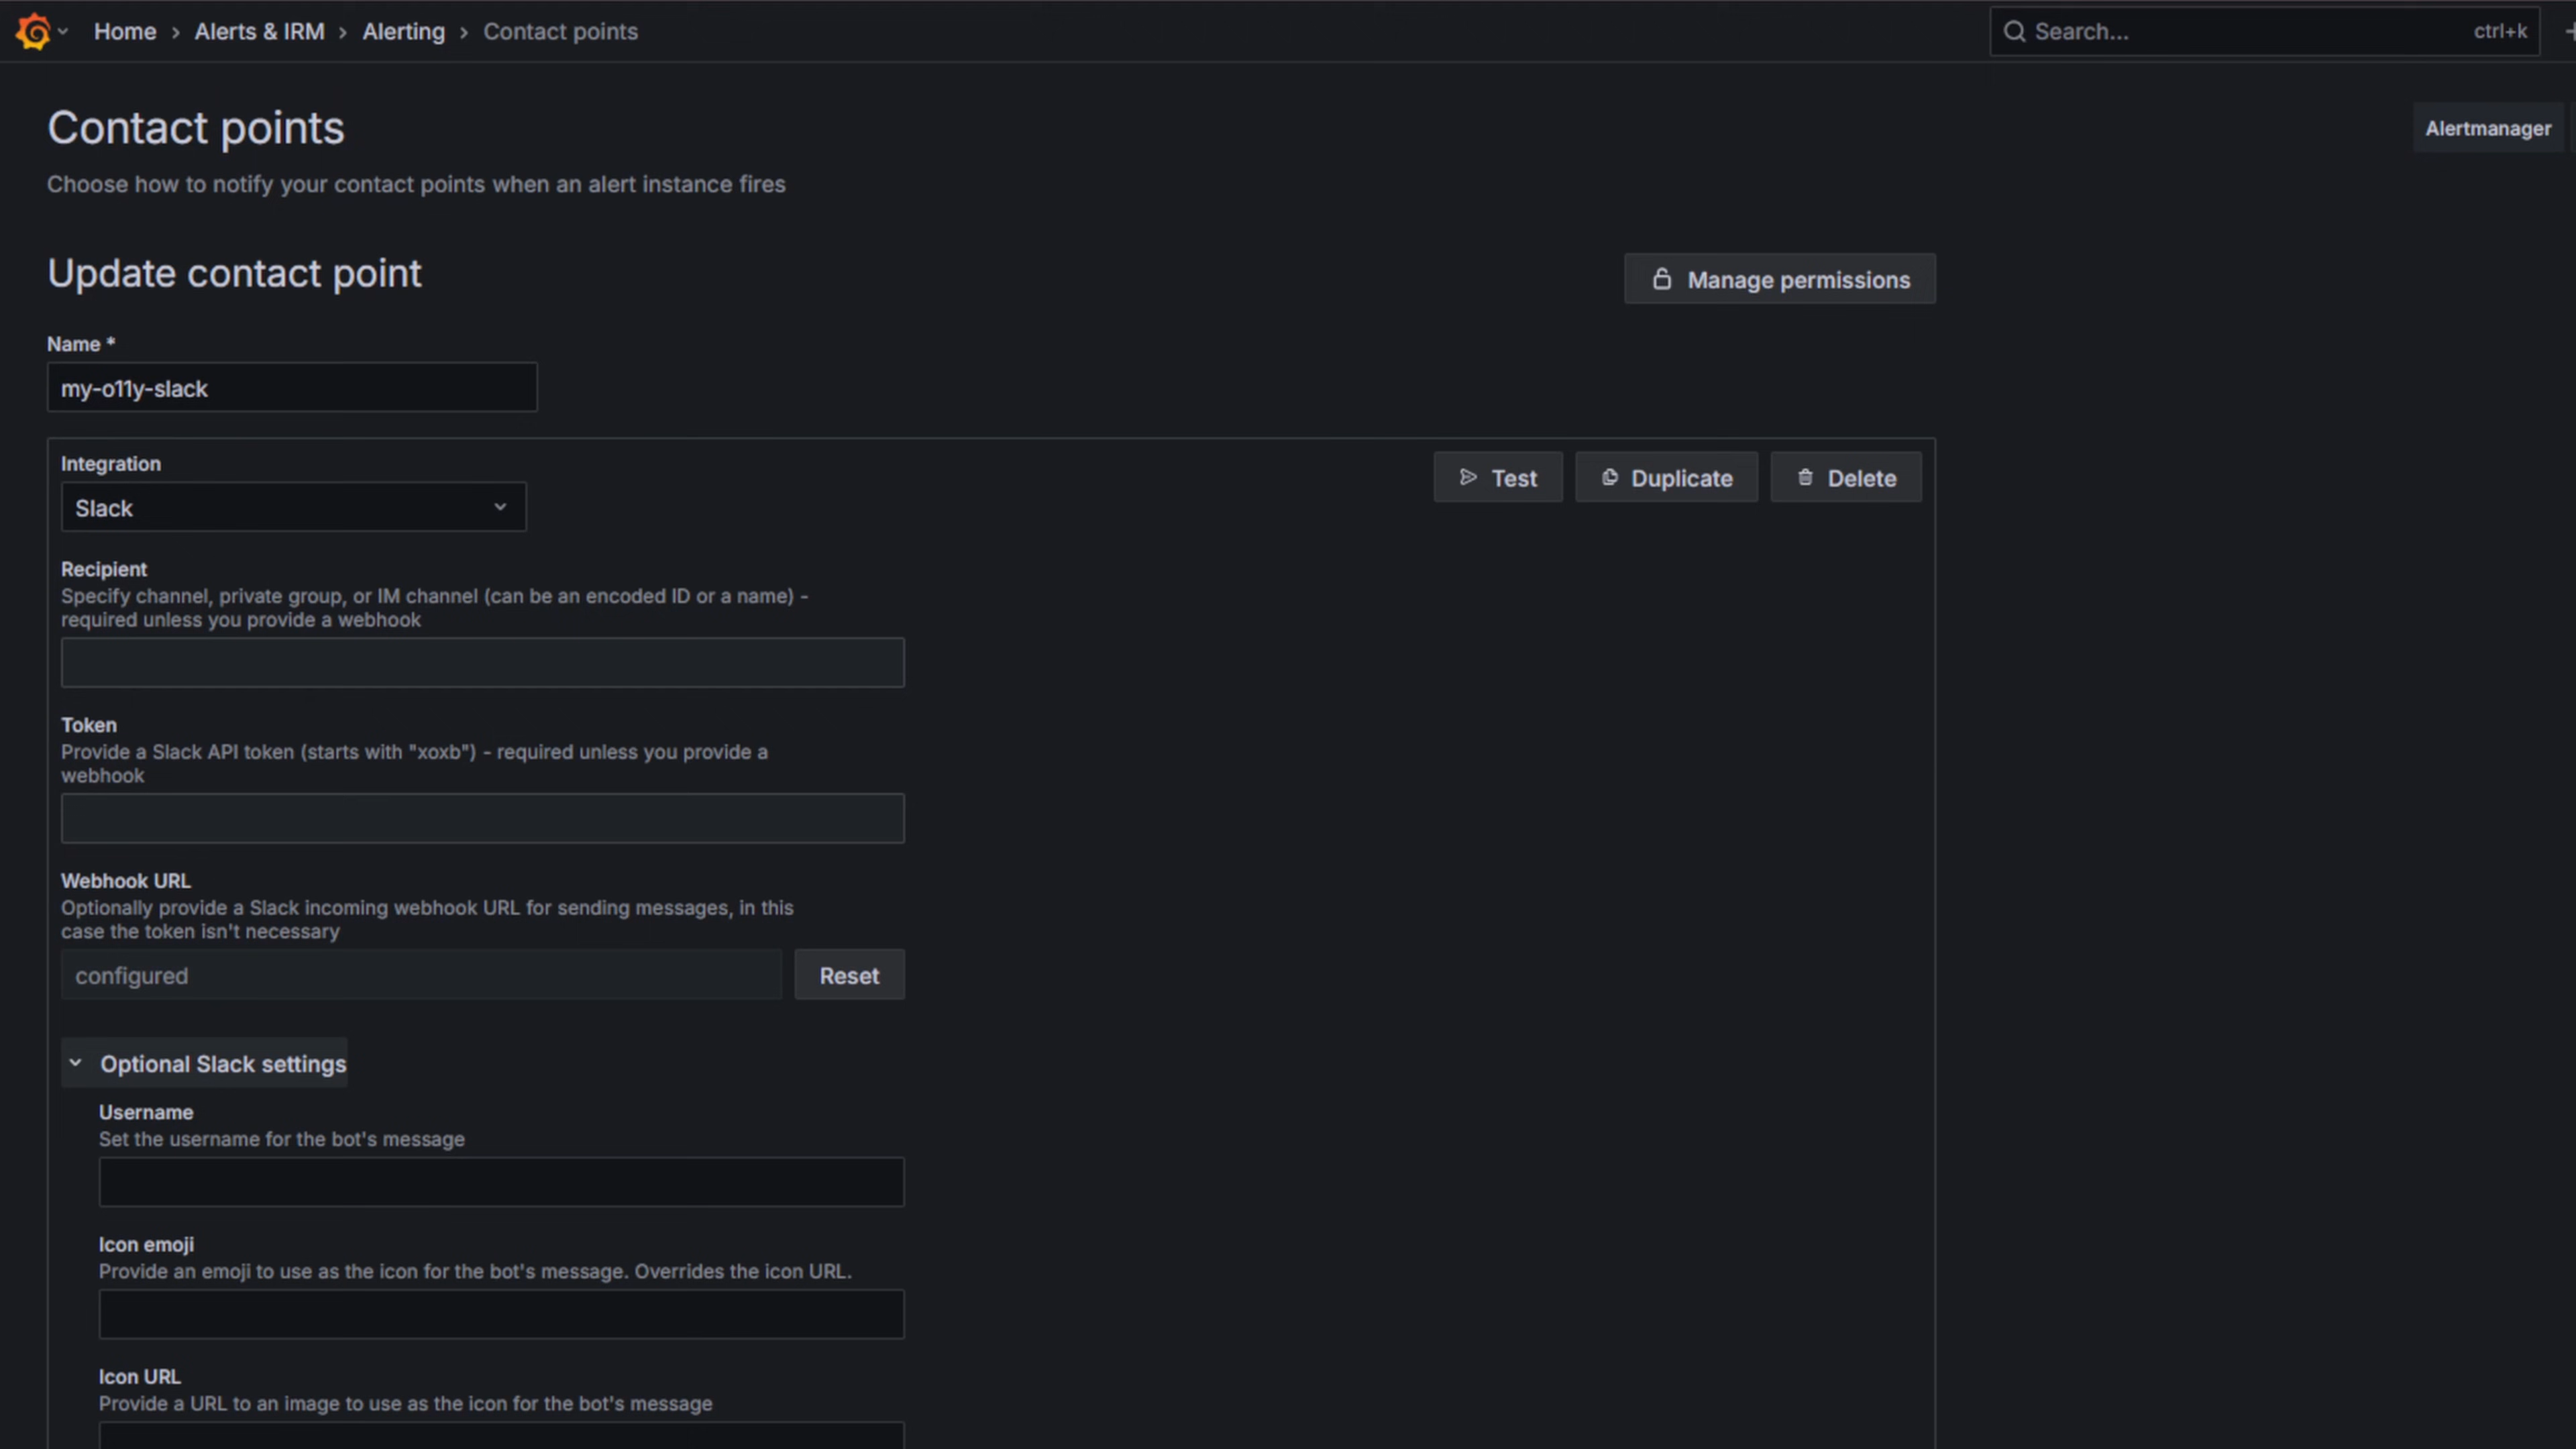 Home › Alerts & IRM › Alerting › Contact points
Search... ctrl+k
Contact points
Alertmanager
Choose how to notify your contact points when an alert instance fires
Update contact point
Manage permissions
Name *
my-o11y-slack
Integration
Test
Duplicate
Delete
Slack
Recipient
Specify channel, private group, or IM channel (can be an encoded ID or a name) -
required unless you provide a webhook
Token
Provide a Slack API token (starts with "xoxb") - required unless you provide a
webhook
Webhook URL
Optionally provide a Slack incoming webhook URL for sending messages, in this
case the token isn't necessary
configured
Reset
Optional Slack settings
Username
Set the username for the bot's message
Icon emoji
Provide an emoji to use as the icon for the bot's message. Overrides the icon URL.
Icon URL
Provide a URL to an image to use as the icon for the bot's message